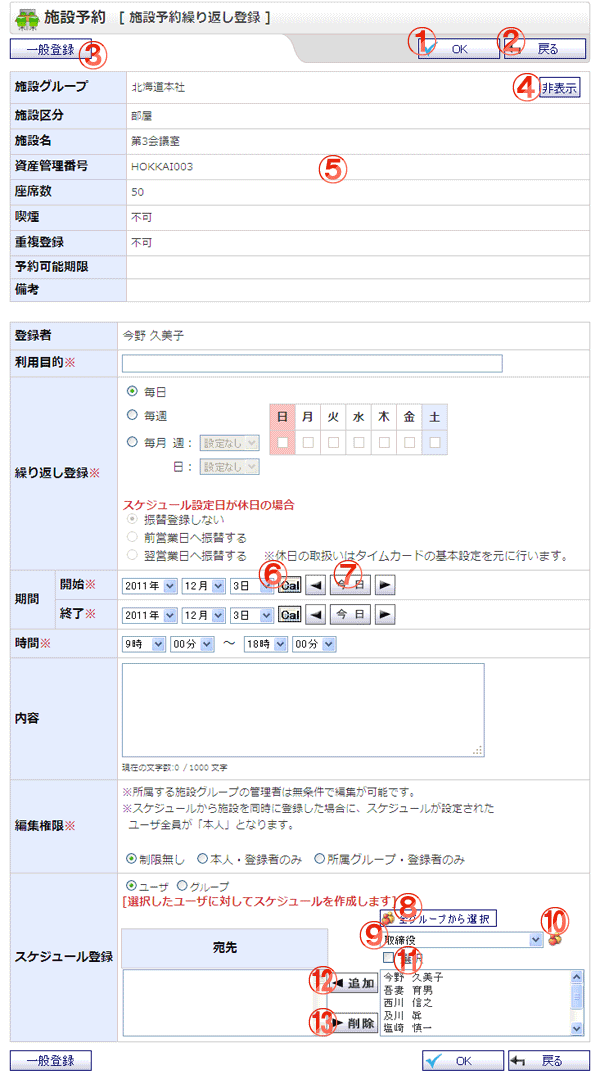 施設予約 [ 施設予約繰り返し登録 ]
一般登録 ③ ① OK ② 戻る
施設グループ 北海道本社 ④ 非表示
施設区分 部屋
施設名 第3会議室
資産管理番号 HOKKAI003 ⑤
座席数 50
喫煙 不可
重複登録 不可
予約可能期限
備考
登録者 今野 久美子
利用目的※
繰り返し登録※
毎日
毎週 日 月 火 水 木 金 土
毎月 週： 設定なし
日： 設定なし
スケジュール設定日が休日の場合
振替登録しない
前営業日へ振替する
翌営業日へ振替する ※休日の取扱いはタイムカードの基本設定を元に行います。
期間 開始※ 2011年 12月 3日 ⑥ Cal ◀ ⑦ 今 日 ▶
終了※ 2011年 12月 3日 Cal ◀ 今 日 ▶
時間※ 9時 00分 ～ 18時 00分
内容
現在の文字数:0 / 1000 文字
編集権限※
※所属する施設グループの管理者は無条件で編集が可能です。
※スケジュールから施設を同時に登録した場合に、スケジュールが設定された
ユーザ全員が「本人」となります。
制限無し 本人・登録者のみ 所属グループ・登録者のみ
スケジュール登録
ユーザ グループ
[選択したユーザに対してスケジュールを作成します]
⑧ 全グループから選択
宛先 ⑨ 取締役 ⑩
⑪ 選択
⑫ ◀ 追加 今野 久美子
吾妻 育男
西川 信之
⑬ ▶ 削除 及川 眞
塩崎 慎一
一般登録 OK 戻る